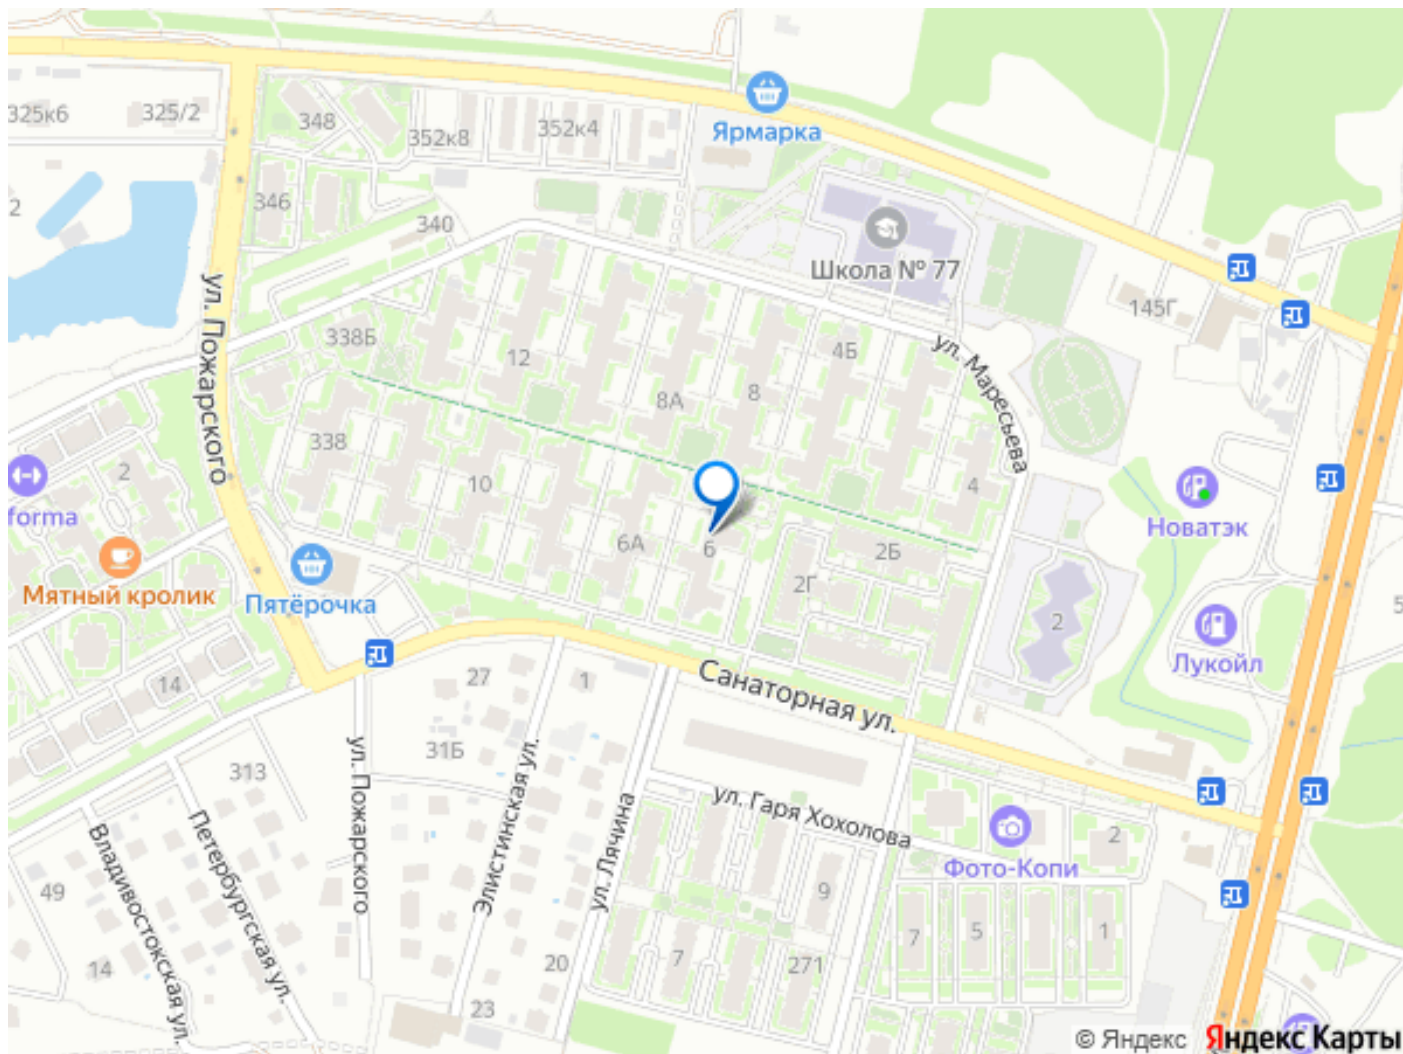 325к6
325/2
348
352к8
352к4
Ярмарка
2
346
340
Школа № 77
145Г
ул. Пожарского
338Б
12
4Б
ул. Маресьева
8А
8
338
2
10
4
forma
Новатэк
6А
6
2Б
2Г
Мятный кролик
Пятёрочка
2
5
Лукойл
14
27
1
Санаторная ул.
31Б
313
ул. Пожарского
Элистинская ул.
ул. Лячина
ул. Гаря Хохолова
Петербургская ул.
Владивостокская ул.
2
Фото-Копи
49
9
7
5
1
14
20
7
271
23
© Яндекс Яндекс Карты